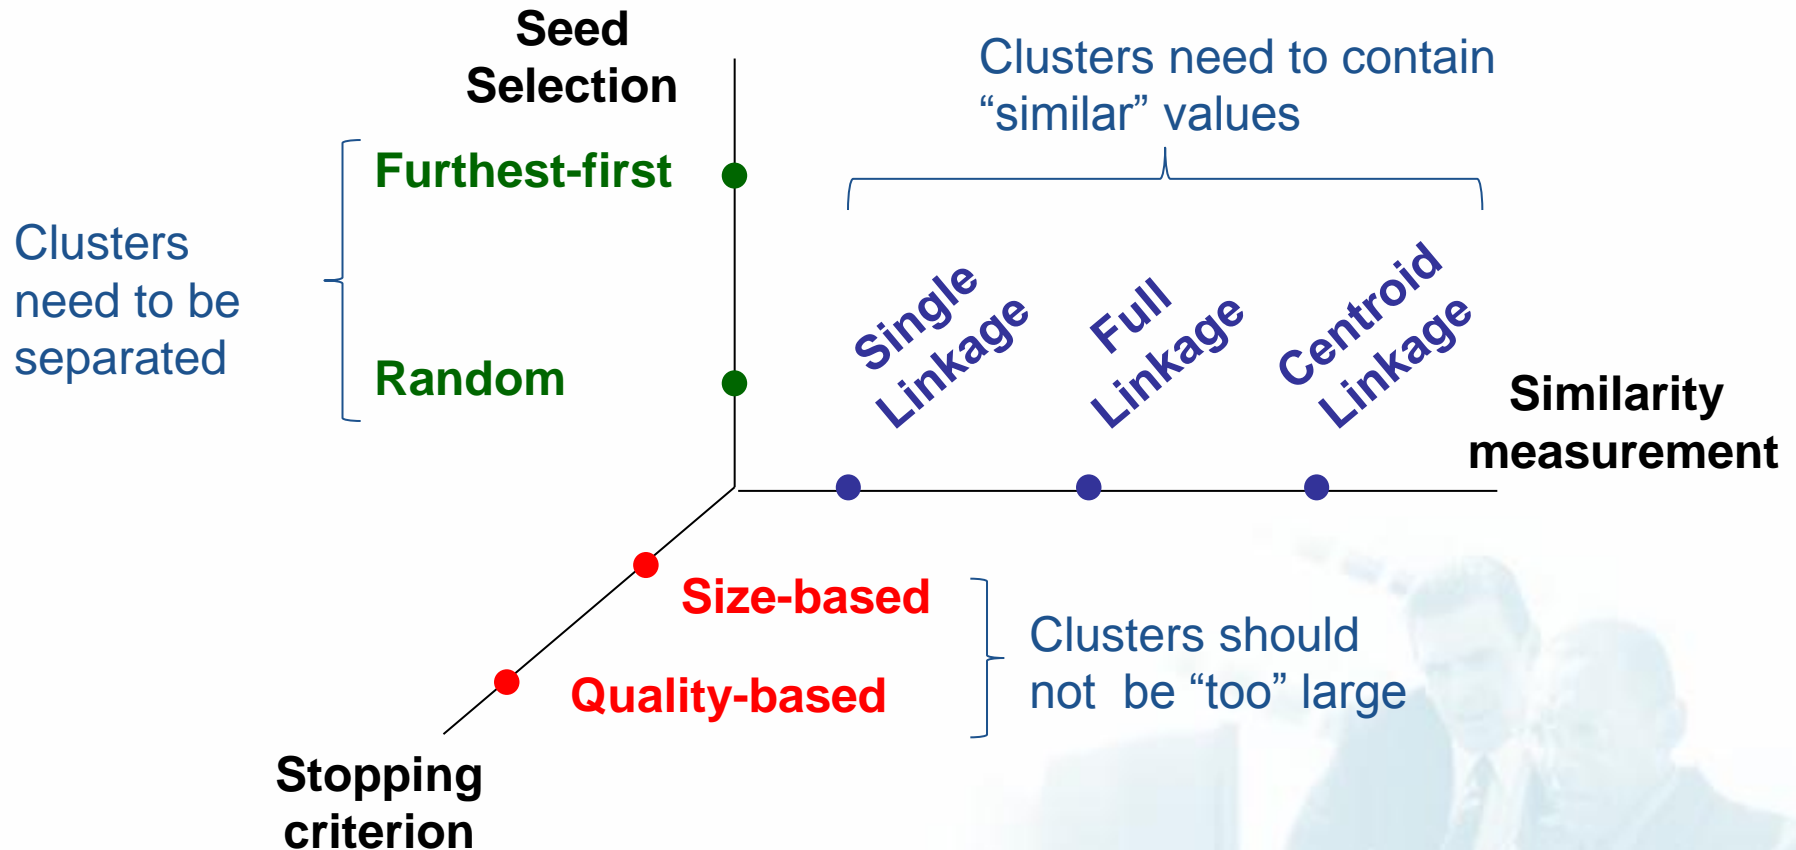 Seed
Selection
Clusters need to contain
“similar” values
Furthest-first
Clusters
need to be
separated
Random
Single
Linkage
Full
Linkage
Centroid
Linkage
Similarity
measurement
Size-based
Quality-based
Clusters should
not  be “too” large
Stopping
criterion